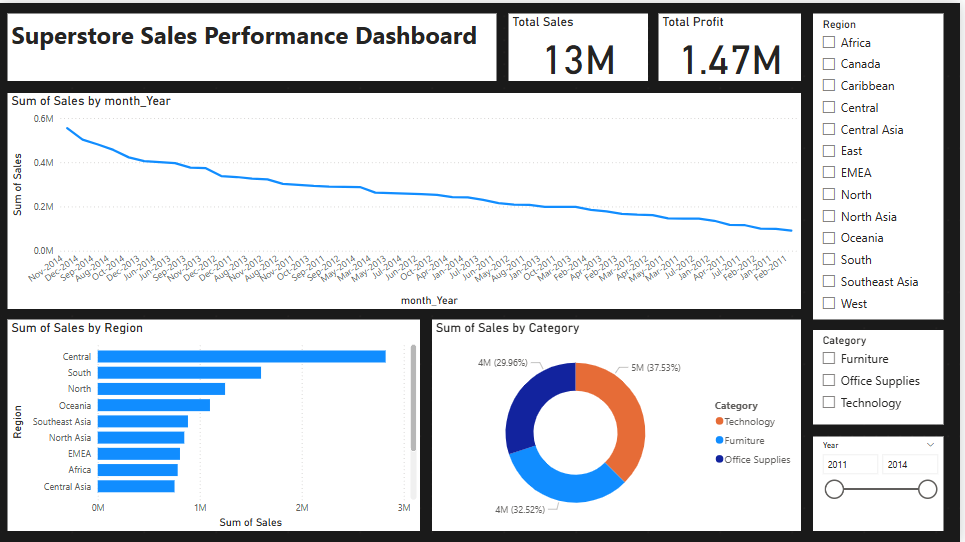 Superstore Sales Performance Dashboard
Total Sales
13M
Total Profit
1.47M
Sum of Sales by month_Year
0.6M
0.4M
0.2M
0.0M
Sum of Sales
Nov-2014
Dec-2014
Sep-2014
Aug-2014
Oct-2014
Dec-2013
Jun-2014
Jun-2013
Sep-2013
Nov-2013
Dec-2012
Dec-2011
Aug-2013
Nov-2012
Aug-2012
Nov-2011
Oct-2013
Sep-2011
Sep-2012
May-2014
Mar-2014
May-2013
Jul-2014
Jun-2012
Oct-2012
Apr-2014
Jan-2014
Jul-2013
Jun-2011
May-2012
Aug-2011
Jan-2013
Oct-2011
Mar-2013
Feb-2014
Apr-2013
Feb-2013
Mar-2012
Apr-2012
May-2011
Mar-2011
Jul-2012
Jan-2012
Apr-2011
Jul-2011
Feb-2012
Jan-2011
Feb-2011
month_Year
Sum of Sales by Region
Region
Central
South
North
Oceania
Southeast Asia
North Asia
EMEA
Africa
Central Asia
0M
1M
2M
3M
Sum of Sales
Sum of Sales by Category
4M (29.96%)
5M (37.53%)
4M (32.52%)
Category
Technology
Furniture
Office Supplies
Region
Africa
Canada
Caribbean
Central
Central Asia
East
EMEA
North
North Asia
Oceania
South
Southeast Asia
West
Category
Furniture
Office Supplies
Technology
Year
2011
2014